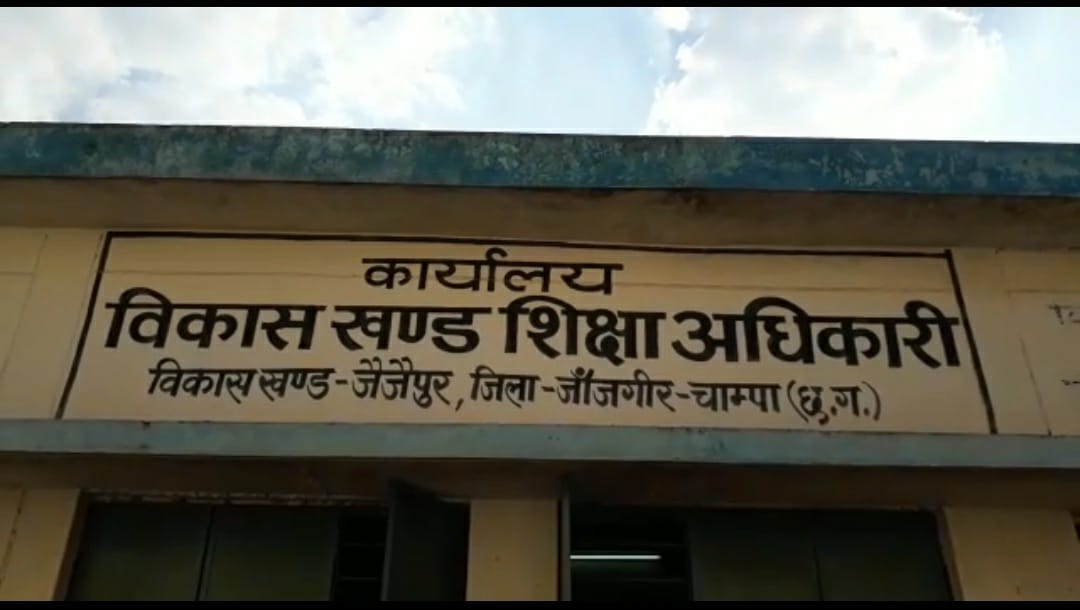 कार्यालय
विकास खण्ड शिक्षा अधिकारी
विकास खण्ड-जैजैपुर, जिला-जाँजगीर-चाम्पा (छ.ग.)